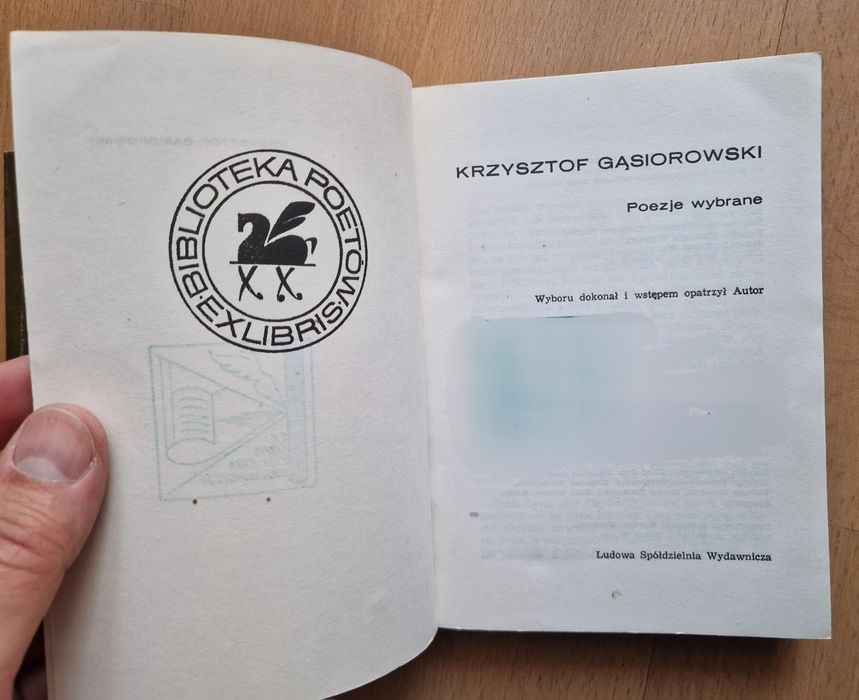 BIBLIOTEKA POETÓW
·EXLIBRIS·
KRZYSZTOF GĄSIOROWSKI
Poezje wybrane
Wyboru dokonał i wstępem opatrzył Autor
Ludowa Spółdzielnia Wydawnicza